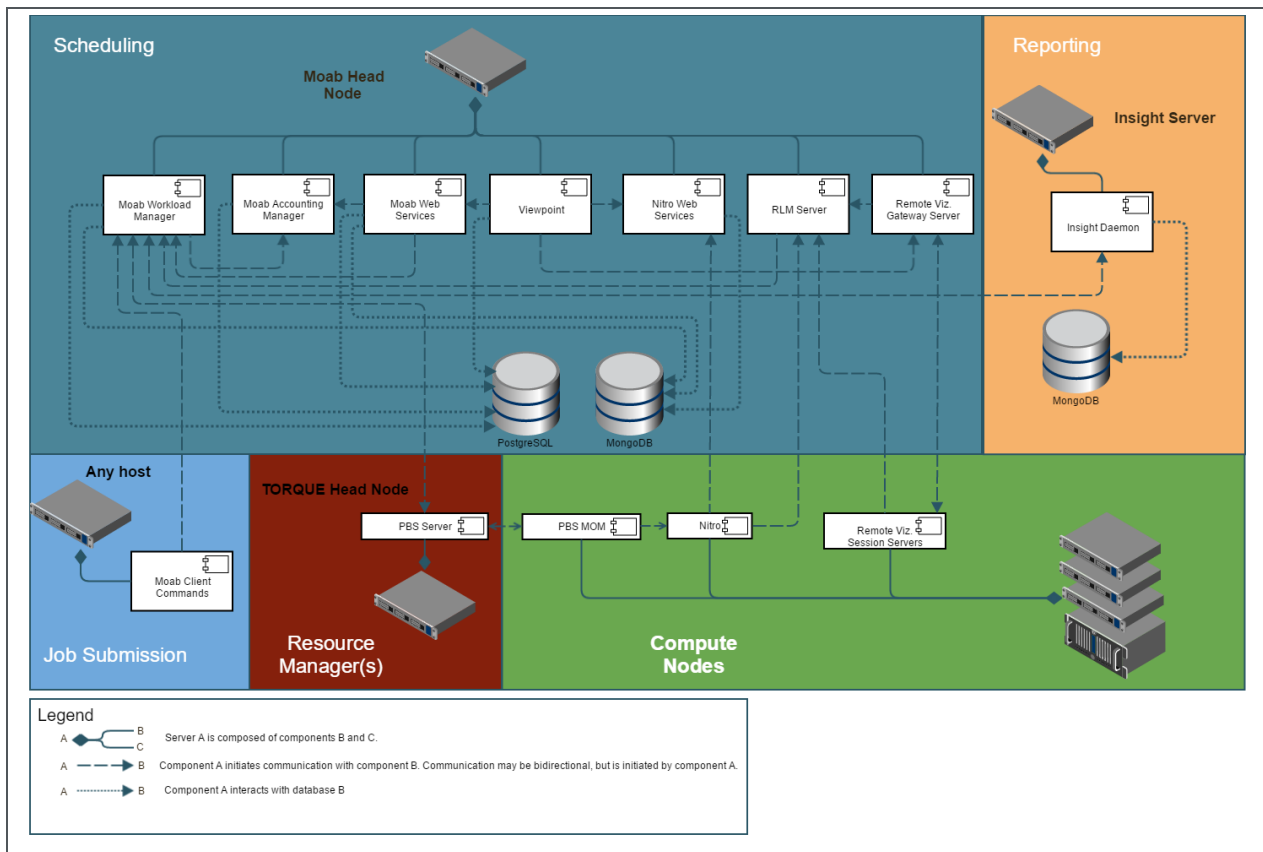 Scheduling
Reporting
Moab Head
Node
Insight Server
Moab Workload
Manager
Moab Accounting
Manager
Moab Web
Services
Viewpoint
Nitro Web
Services
RLM Server
Remote Viz.
Gateway Server
Insight Daemon
PostgreSQL
MongoDB
MongoDB
Any host
TORQUE Head Node
PBS Server
PBS MOM
Nitro
Remote Viz.
Session Servers
Moab Client
Commands
Job Submission
Resource
Manager(s)
Compute
Nodes
Legend
A B
C
Server A is composed of components B and C.
A B Component A initiates communication with component B. Communication may be bidirectional, but is initiated by component A.
A B Component A interacts with database B